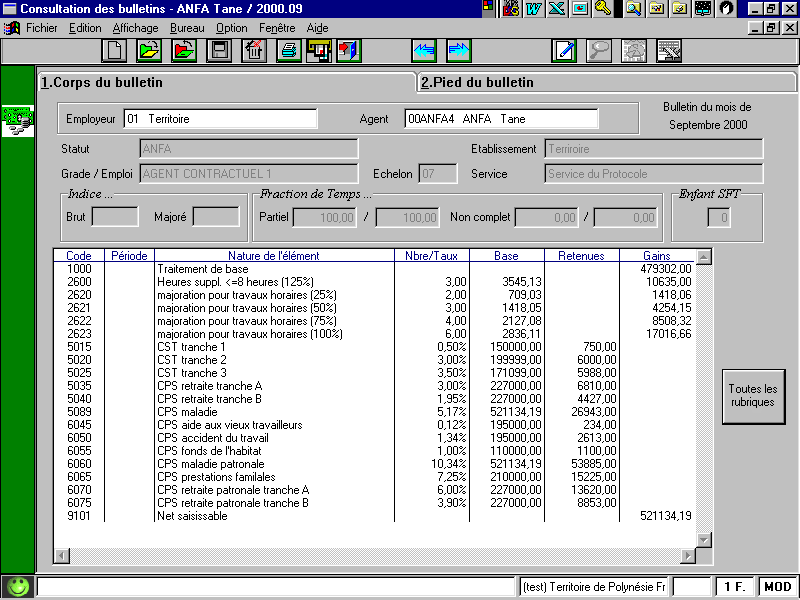 Consultation des bulletins - ANFA Tane / 2000.09
Fichier Edition Affichage Bureau Option Fenêtre Aide
1.Corps du bulletin 2.Pied du bulletin
Employeur 01 Territoire Agent 00ANFA4 ANFA Tane Bulletin du mois de
Septembre 2000
Statut ANFA Etablissement Terriroire
Grade / Emploi AGENT CONTRACTUEL 1 Echelon 07 Service Service du Protocole
Indice ... Fraction de Temps ... Enfant SFT
Brut Majoré Partiel 100,00 / 100,00 Non complet 0,00 / 0,00 0
Code Période Nature de l'élément Nbre/Taux Base Retenues Gains
1000 Traitement de base 479302,00
2600 Heures suppl. <=8 heures (125%) 3,00 3545,13 10635,00
2620 majoration pour travaux horaires (25%) 2,00 709,03 1418,06
2621 majoration pour travaux horaires (50%) 3,00 1418,05 4254,15
2622 majoration pour travaux horaires (75%) 4,00 2127,08 8508,32
2623 majoration pour travaux horaires (100%) 6,00 2836,11 17016,66
5015 CST tranche 1 0,50% 150000,00 750,00
5020 CST tranche 2 3,00% 199999,00 6000,00
5025 CST tranche 3 3,50% 171099,00 5988,00
5035 CPS retraite tranche A 3,00% 227000,00 6810,00
5040 CPS retraite tranche B 1,95% 227000,00 4427,00
5089 CPS maladie 5,17% 521134,19 26943,00
6045 CPS aide aux vieux travailleurs 0,12% 195000,00 234,00
6050 CPS accident du travail 1,34% 195000,00 2613,00
6055 CPS fonds de l'habitat 1,00% 110000,00 1100,00
6060 CPS maladie patronale 10,34% 521134,19 53885,00
6065 CPS prestations familales 7,25% 210000,00 15225,00
6070 CPS retraite patronale tranche A 6,00% 227000,00 13620,00
6075 CPS retraite patronale tranche B 3,90% 227000,00 8853,00
9101 Net saisissable 521134,19
Toutes les
rubriques
(test) Territoire de Polynésie Fr 1 F. MOD